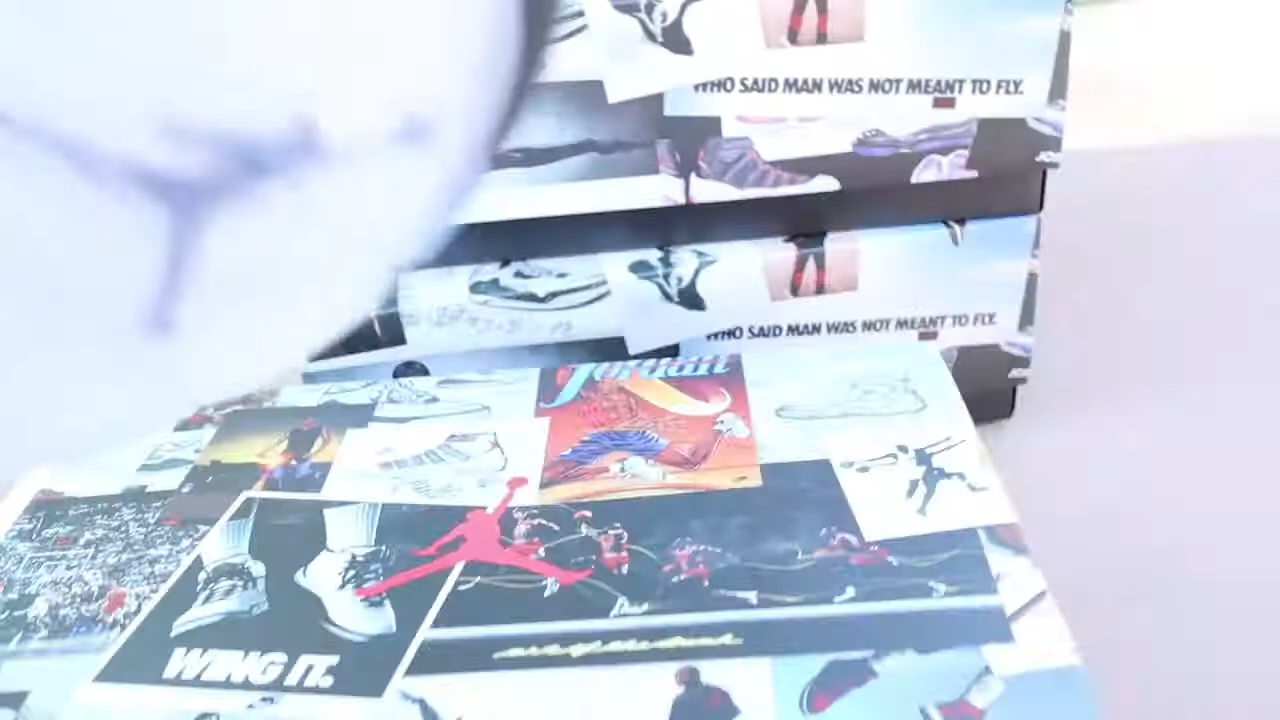 WHO SAID MAN WAS NOT MEANT TO FLY.
WHO SAID MAN WAS NOT MEANT TO FLY.
Jordan
WING IT.